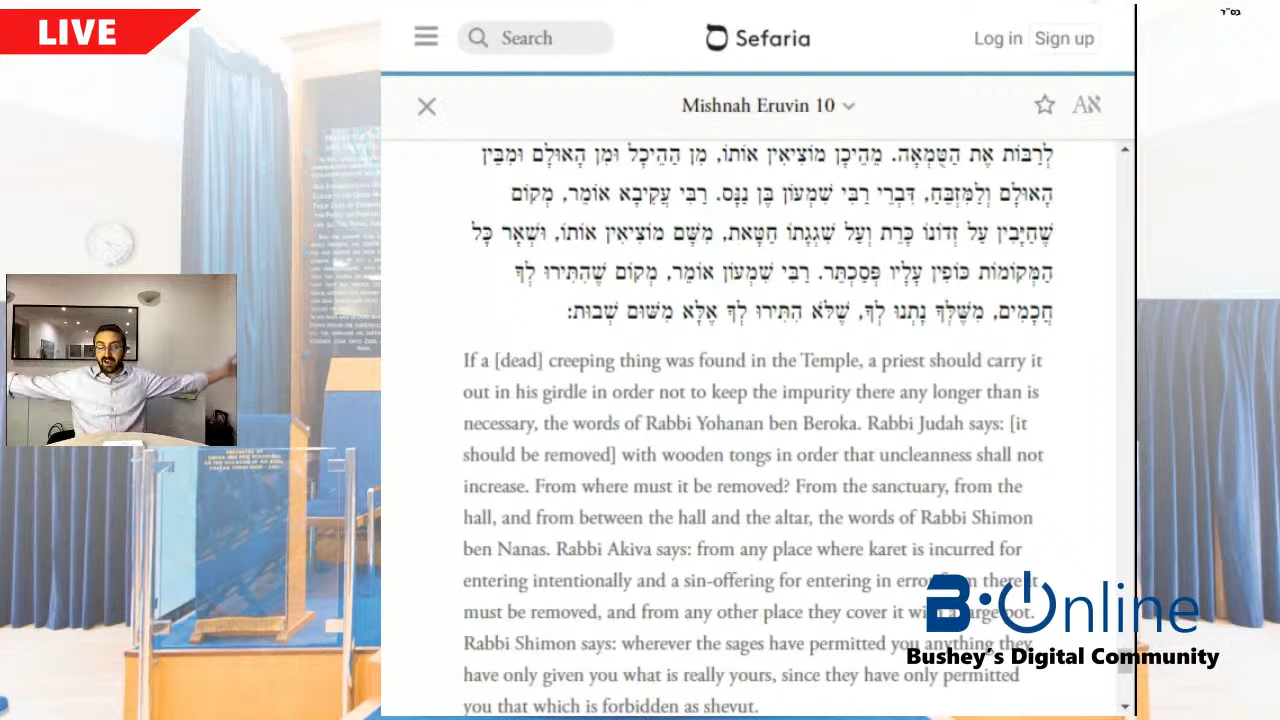 LIVE
בס"ד
Search
Sefaria
Log in
Sign up
Mishnah Eruvin 10
לְרַבּוֹת אֶת הַטֻּמְאָה. מֵהֵיכָן מוֹצִיאִין אוֹתוֹ, מִן הַהֵיכָל וּמִן הָאוּלָם וּמִבֵּין
הָאוּלָם וְלַמִּזְבֵּחַ, דִּבְרֵי רַבִּי שִׁמְעוֹן בֶּן נַנָּס. רַבִּי עֲקִיבָא אוֹמֵר, מְקוֹם
שֶׁחַיָּבִין עַל זְדוֹנוֹ כָּרֵת וְעַל שִׁגְגָתוֹ חַטָּאת, מִשָּׁם מוֹצִיאִין אוֹתוֹ, וּשְׁאָר כָּל
הַמְּקוֹמוֹת כּוֹפִין עָלָיו פְּסַכְתֵּר. רַבִּי שִׁמְעוֹן אוֹמֵר, מְקוֹם שֶׁהִתִּירוּ לְךָ
חֲכָמִים, מִשֶּׁלְּךָ נָתְנוּ לְךָ, שֶׁלֹּא הִתִּירוּ לְךָ אֶלָּא מִשּׁוּם שְׁבוּת:
If a [dead] creeping thing was found in the Temple, a priest should carry it
out in his girdle in order not to keep the impurity there any longer than is
necessary, the words of Rabbi Yohanan ben Beroka. Rabbi Judah says: [it
should be removed] with wooden tongs in order that uncleanness shall not
increase. From where must it be removed? From the sanctuary, from the
hall, and from between the hall and the altar, the words of Rabbi Shimon
ben Nanas. Rabbi Akiva says: from any place where karet is incurred for
entering intentionally and a sin-offering for entering in error from there it
must be removed, and from any other place they cover it with a large pot.
Rabbi Shimon says: wherever the sages have permitted you anything they
have only given you what is really yours, since they have only permitted
you that which is forbidden as shevut.
B:Online
Bushey's Digital Community